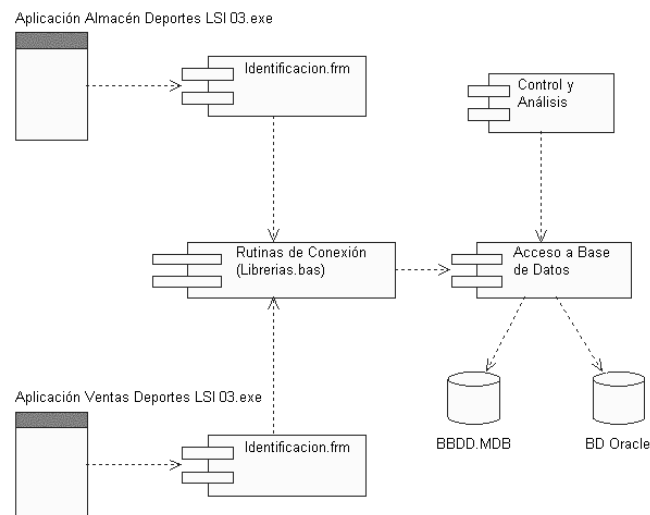 Aplicación Almacén Deportes LSI 03.exe
Identificacion.frm
Control y
Análisis
Rutinas de Conexión
(Librerias.bas)
Acceso a Base
de Datos
Aplicación Ventas Deportes LSI 03.exe
BBDD.MDB
BD Oracle
Identificacion.frm